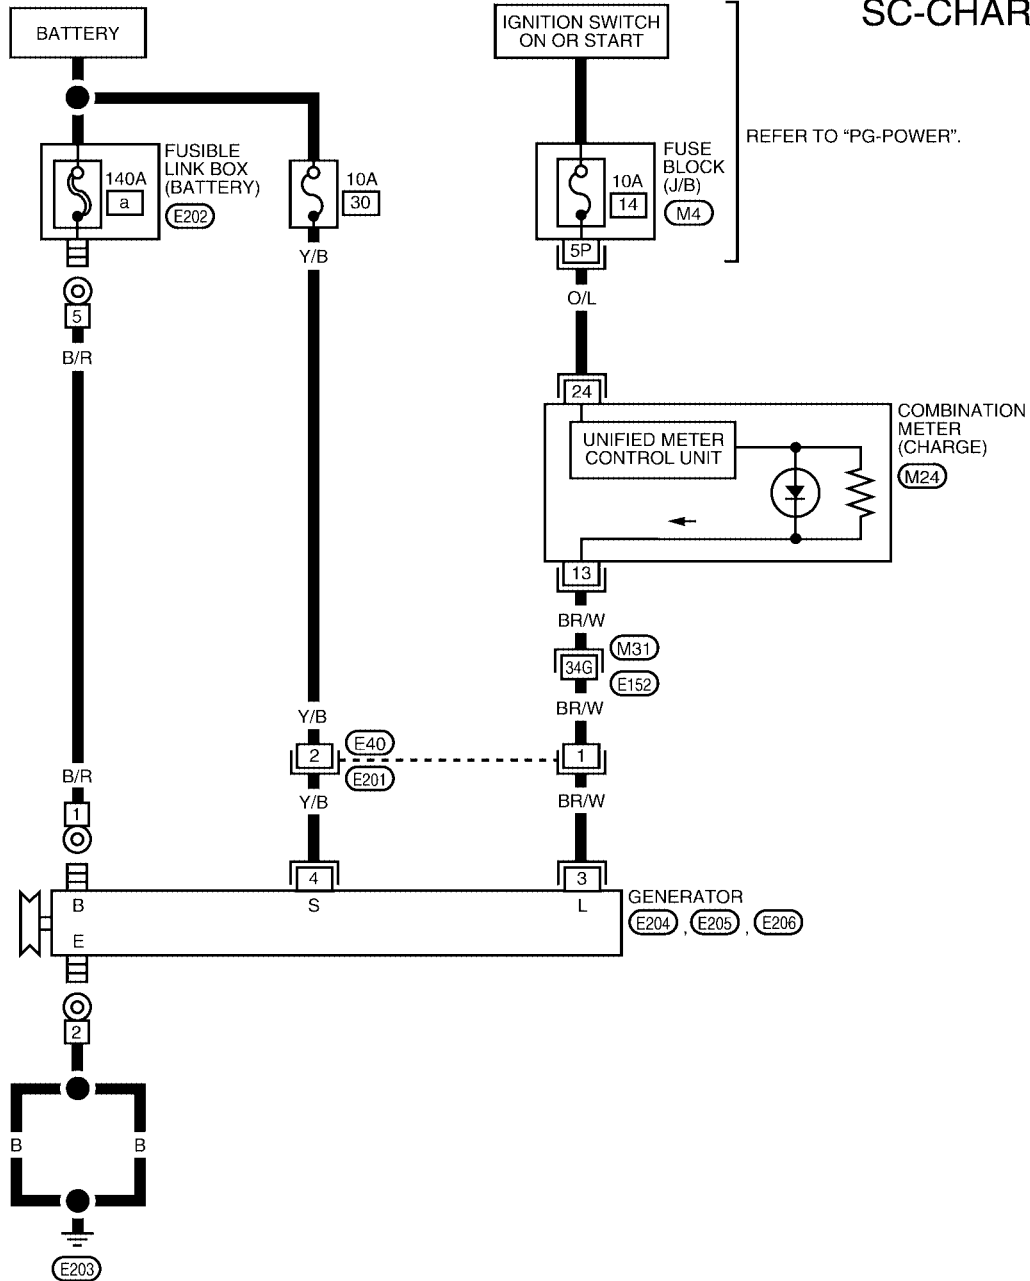 SC-CHAR
BATTERY
IGNITION SWITCH
ON OR START
REFER TO “PG-POWER”.
140A
a
FUSIBLE
LINK BOX
(BATTERY)
E202
10A
30
10A
14
FUSE
BLOCK
(J/B)
M4
5P
Y/B
O/L
5
B/R
24
UNIFIED METER
CONTROL UNIT
COMBINATION
METER
(CHARGE)
M24
13
BR/W
34G
M31
E152
BR/W
Y/B
2
E40
E201
1
B/R
Y/B
BR/W
1
4
3
B
S
L
E
GENERATOR
E204 , E205 , E206
2
B
B
E203